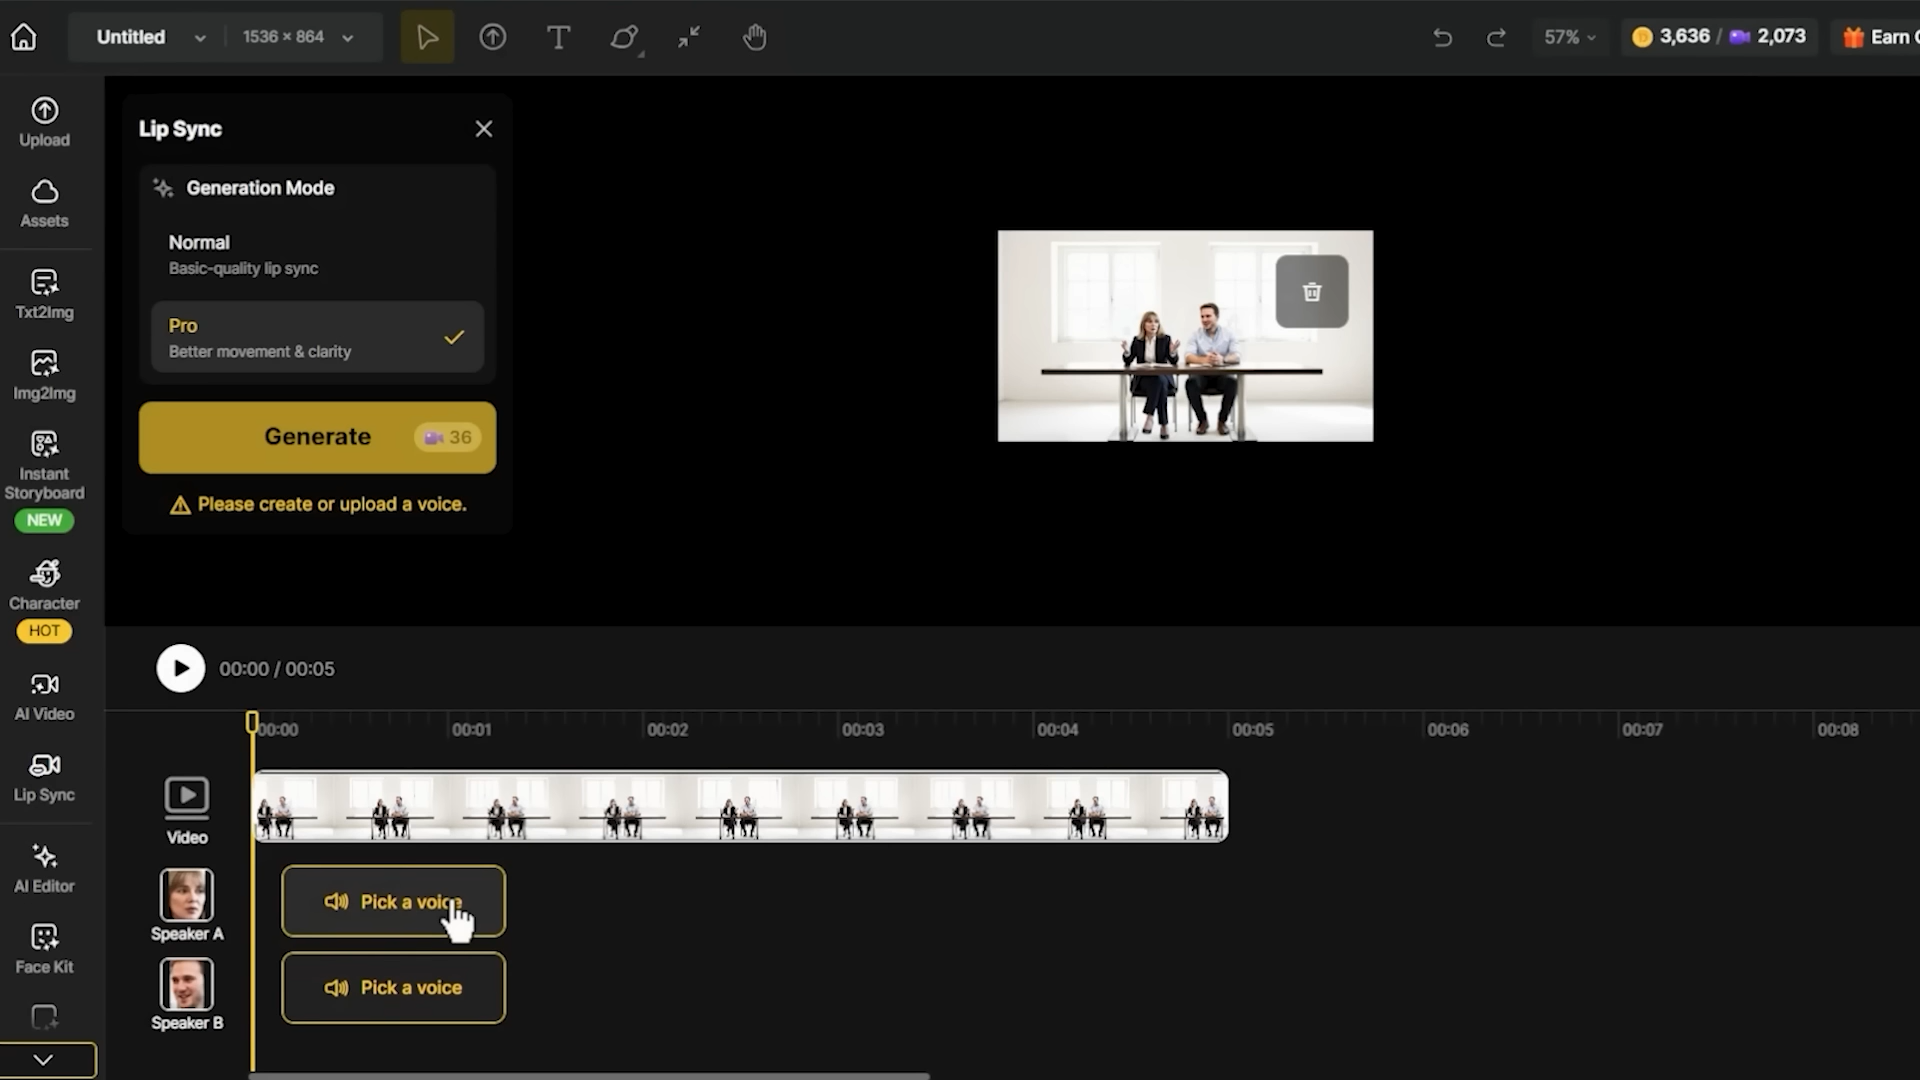 Untitled
1536 × 864
57%
3,636 / 2,073
Earn
Upload
Assets
Txt2Img
Img2Img
Instant
Storyboard
NEW
Character
HOT
AI Video
Lip Sync
AI Editor
Face Kit
Lip Sync
Generation Mode
Normal
Basic-quality lip sync
Pro
Better movement & clarity
Generate
36
Please create or upload a voice.
00:00 / 00:05
00:00
00:01
00:02
00:03
00:04
00:05
00:06
00:07
00:08
Video
Speaker A
Pick a voice
Speaker B
Pick a voice